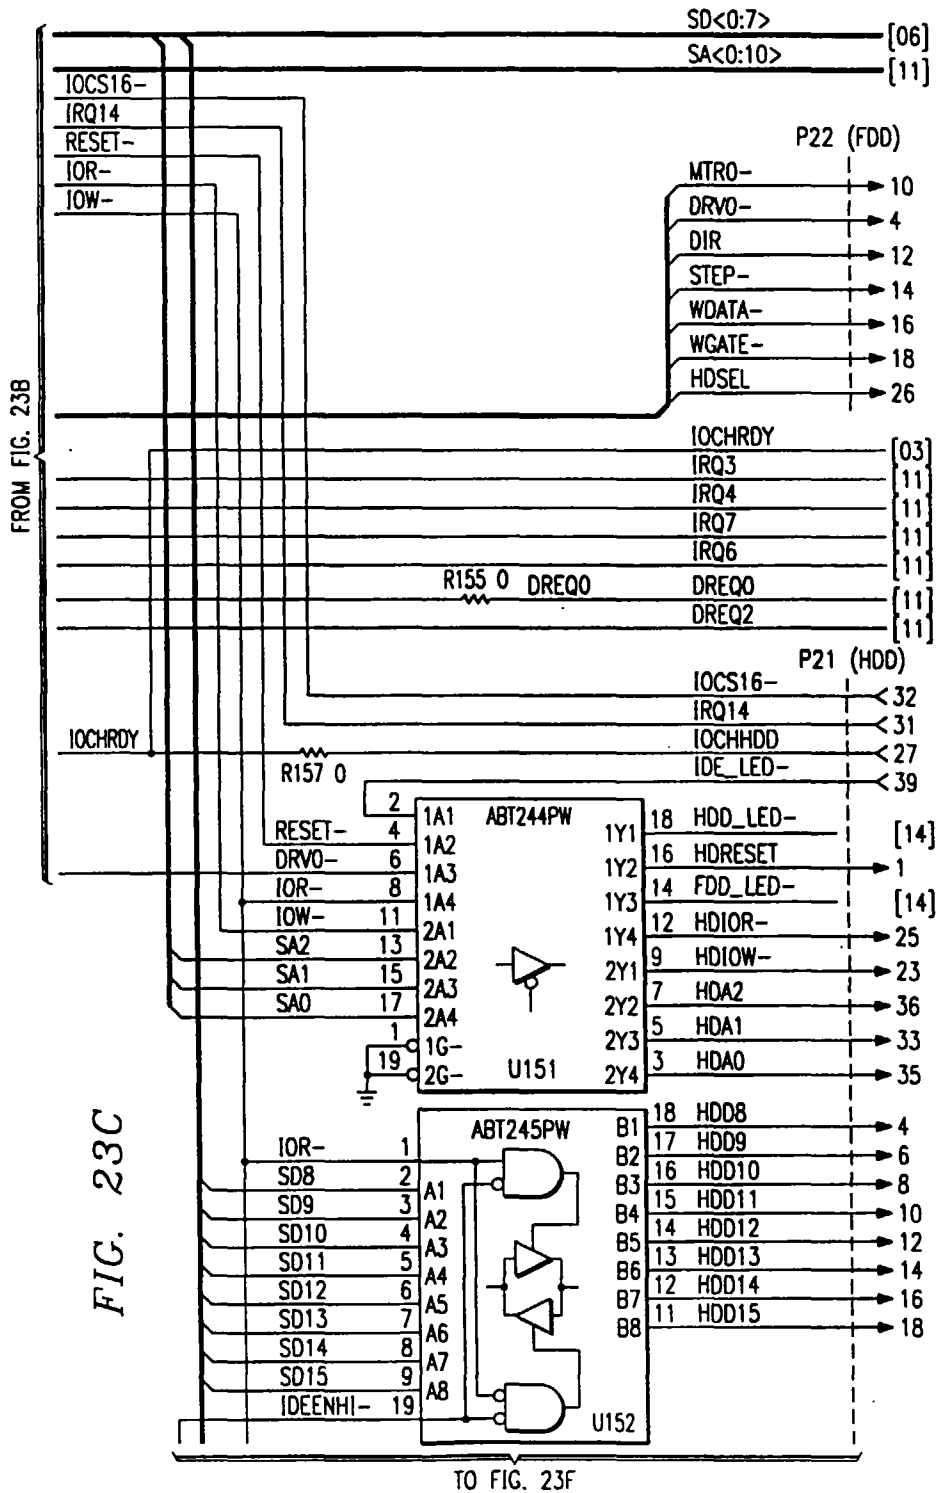 SD<0:7>
[06]
SA<0:10>
[11]
IOCS16-
IRQ14
RESET-
IOR-
IOW-
P22 (FDD)
MTR0-
10
DRV0-
4
DIR
12
STEP-
14
WDATA-
16
WGATE-
18
HDSEL
26
FROM FIG. 23B
IOCHRDY
[03]
IRQ3
[11]
IRQ4
[11]
IRQ7
[11]
IRQ6
[11]
R155 0 DREQ0 DREQ0
[11]
DREQ2
[11]
P21 (HDD)
IOCS16-
32
IRQ14
31
IOCHRDY IOCHHDD
27
R157 0
IDE_LED-
39
ABT244PW
2 1A1 1Y1 18 HDD_LED- [14]
RESET- 4 1A2 1Y2 16 HDRESET 1
DRV0- 6 1A3 1Y3 14 FDD_LED- [14]
IOR- 8 1A4 1Y4 12 HDIOR- 25
IOW- 11 2A1 2Y1 9 HDIOW- 23
SA2 13 2A2 2Y2 7 HDA2 36
SA1 15 2A3 2Y3 5 HDA1 33
SA0 17 2A4 2Y4 3 HDA0 35
1 1G-
19 2G-
U151
ABT245PW
IOR- 1 B1 18 HDD8 4
SD8 2 A1 B2 17 HDD9 6
SD9 3 A2 B3 16 HDD10 8
SD10 4 A3 B4 15 HDD11 10
SD11 5 A4 B5 14 HDD12 12
SD12 6 A5 B6 13 HDD13 14
SD13 7 A6 B7 12 HDD14 16
SD14 8 A7 B8 11 HDD15 18
SD15 9 A8
IDEENHI- 19
U152
FIG. 23C
TO FIG. 23F